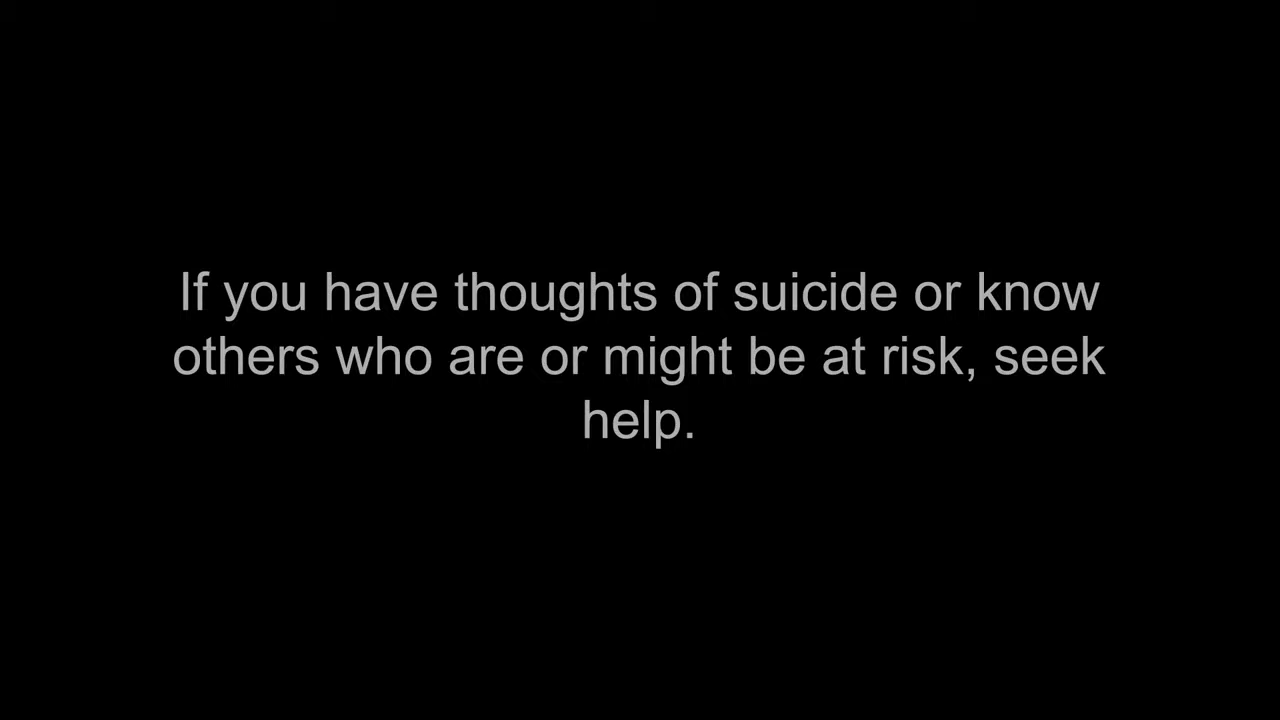 If you have thoughts of suicide or know
others who are or might be at risk, seek
help.